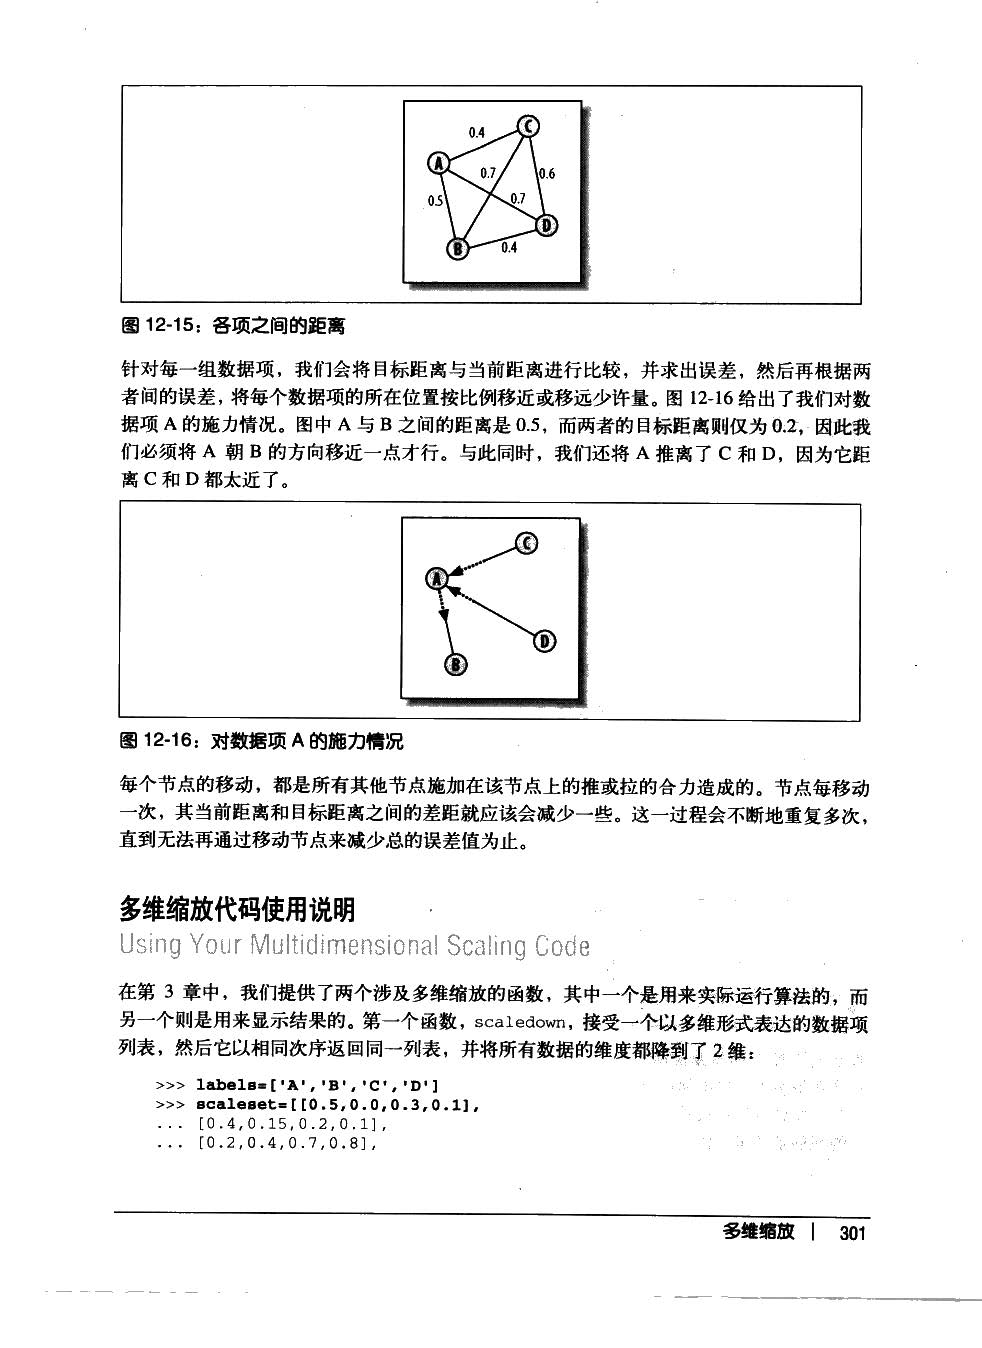 C
0.4
A
0.7
0.6
0.5
0.7
D
B
0.4
图 12-15：各项之间的距离
针对每一组数据项，我们会将目标距离与当前距离进行比较，并求出误差，然后再根据两
者间的误差，将每个数据项的所在位置按比例移近或移远少许量。图 12-16 给出了我们对数
据项 A 的施力情况。图中 A 与 B 之间的距离是 0.5，而两者的目标距离则仅为 0.2，因此我
们必须将 A 朝 B 的方向移近一点才行。与此同时，我们还将 A 推离了 C 和 D，因为它距
离 C 和 D 都太近了。
C
A
D
B
图 12-16：对数据项 A 的施力情况
每个节点的移动，都是所有其他节点施加在该节点上的推或拉的合力造成的。节点每移动
一次，其当前距离和目标距离之间的差距就应该会减少一些。这一过程会不断地重复多次，
直到无法再通过移动节点来减少总的误差值为止。
多维缩放代码使用说明
Using Your Multidimensional Scaling Code
在第 3 章中，我们提供了两个涉及多维缩放的函数，其中一个是用来实际运行算法的，而
另一个则是用来显示结果的。第一个函数，scaledown，接受一个以多维形式表达的数据项
列表，然后它以相同次序返回同一列表，并将所有数据的维度都降到了 2 维：
>>> labels=['A','B','C','D']
>>> scaleset=[[0.5,0.0,0.3,0.1],
... [0.4,0.15,0.2,0.1],
... [0.2,0.4,0.7,0.8],
多维缩放 | 301